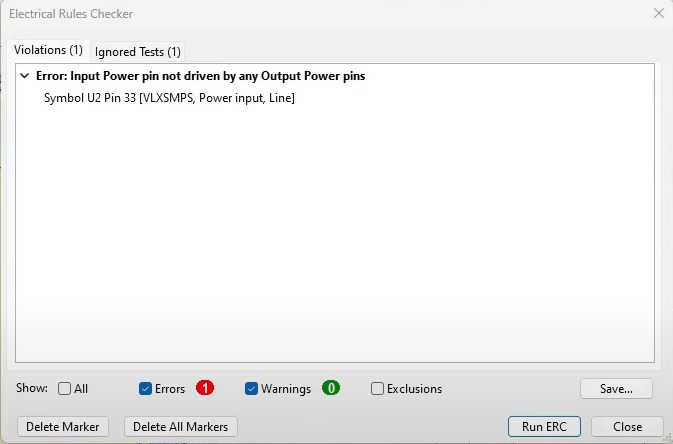 Electrical Rules Checker
Violations (1) Ignored Tests (1)
Error: Input Power pin not driven by any Output Power pins
Symbol U2 Pin 33 [VLXSMPS, Power input, Line]
Show: All Errors 1 Warnings 0 Exclusions Save...
Delete Marker Delete All Markers Run ERC Close